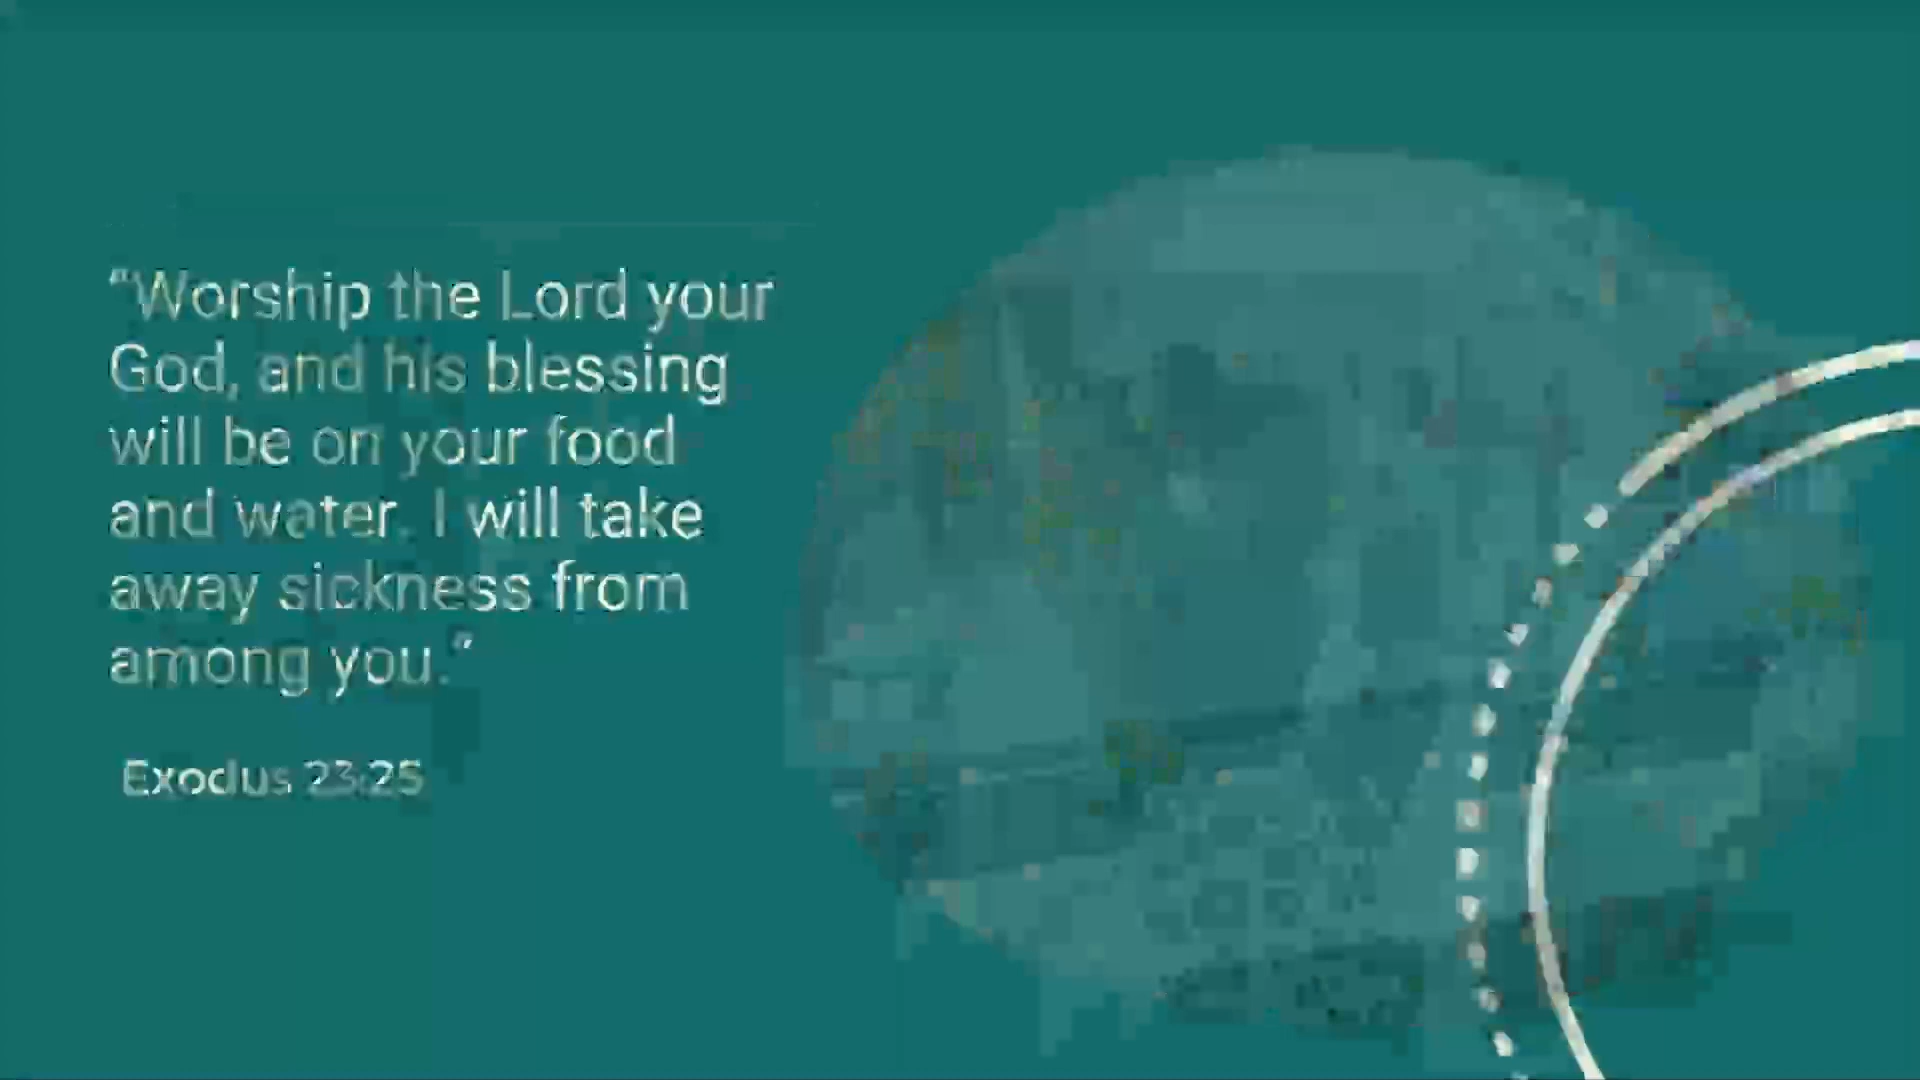 “Worship the Lord your
God, and his blessing
will be on your food
and water. I will take
away sickness from
among you.”
Exodus 23:25